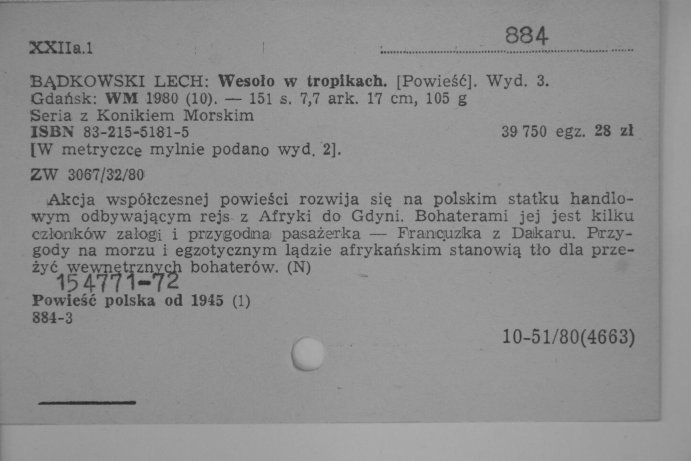 XXIIa.1
884
BĄDKOWSKI LECH: Wesoło w tropikach. [Powieść]. Wyd. 3.
Gdańsk: WM 1980 (10). — 151 s. 7,7 ark. 17 cm, 105 g
Seria z Konikiem Morskim
ISBN 83-215-5181-5 39 750 egz. 28 zł
[W metryczce mylnie podano wyd. 2].
ZW 3067/32/80
Akcja współczesnej powieści rozwija się na polskim statku handlo-
wym odbywającym rejs z Afryki do Gdyni. Bohaterami jej jest kilku
członków załogi i przygodna pasażerka — Francuzka z Dakaru. Przy-
gody na morzu i egzotycznym lądzie afrykańskim stanowią tło dla prze-
żyć wewnętrznych bohaterów. (N)
154771-72
Powieść polska od 1945 (1)
884-3
10-51/80(4663)